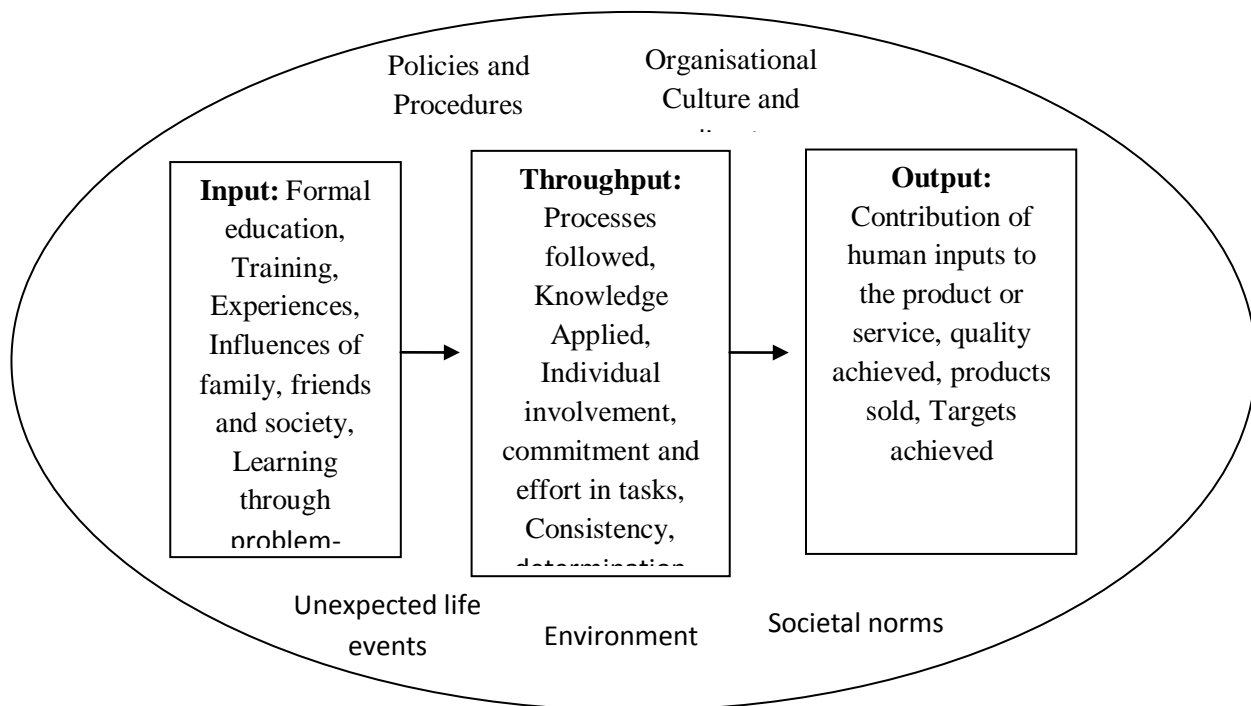 Policies and
Procedures
Organisational
Culture and
Input: Formal
education,
Training,
Experiences,
Influences of
family, friends
and society,
Learning
through
problem-
Throughput:
Processes
followed,
Knowledge
Applied,
Individual
involvement,
commitment and
effort in tasks,
Consistency,
determination
Output:
Contribution of
human inputs to
the product or
service, quality
achieved, products
sold, Targets
achieved
Unexpected life
events
Environment
Societal norms